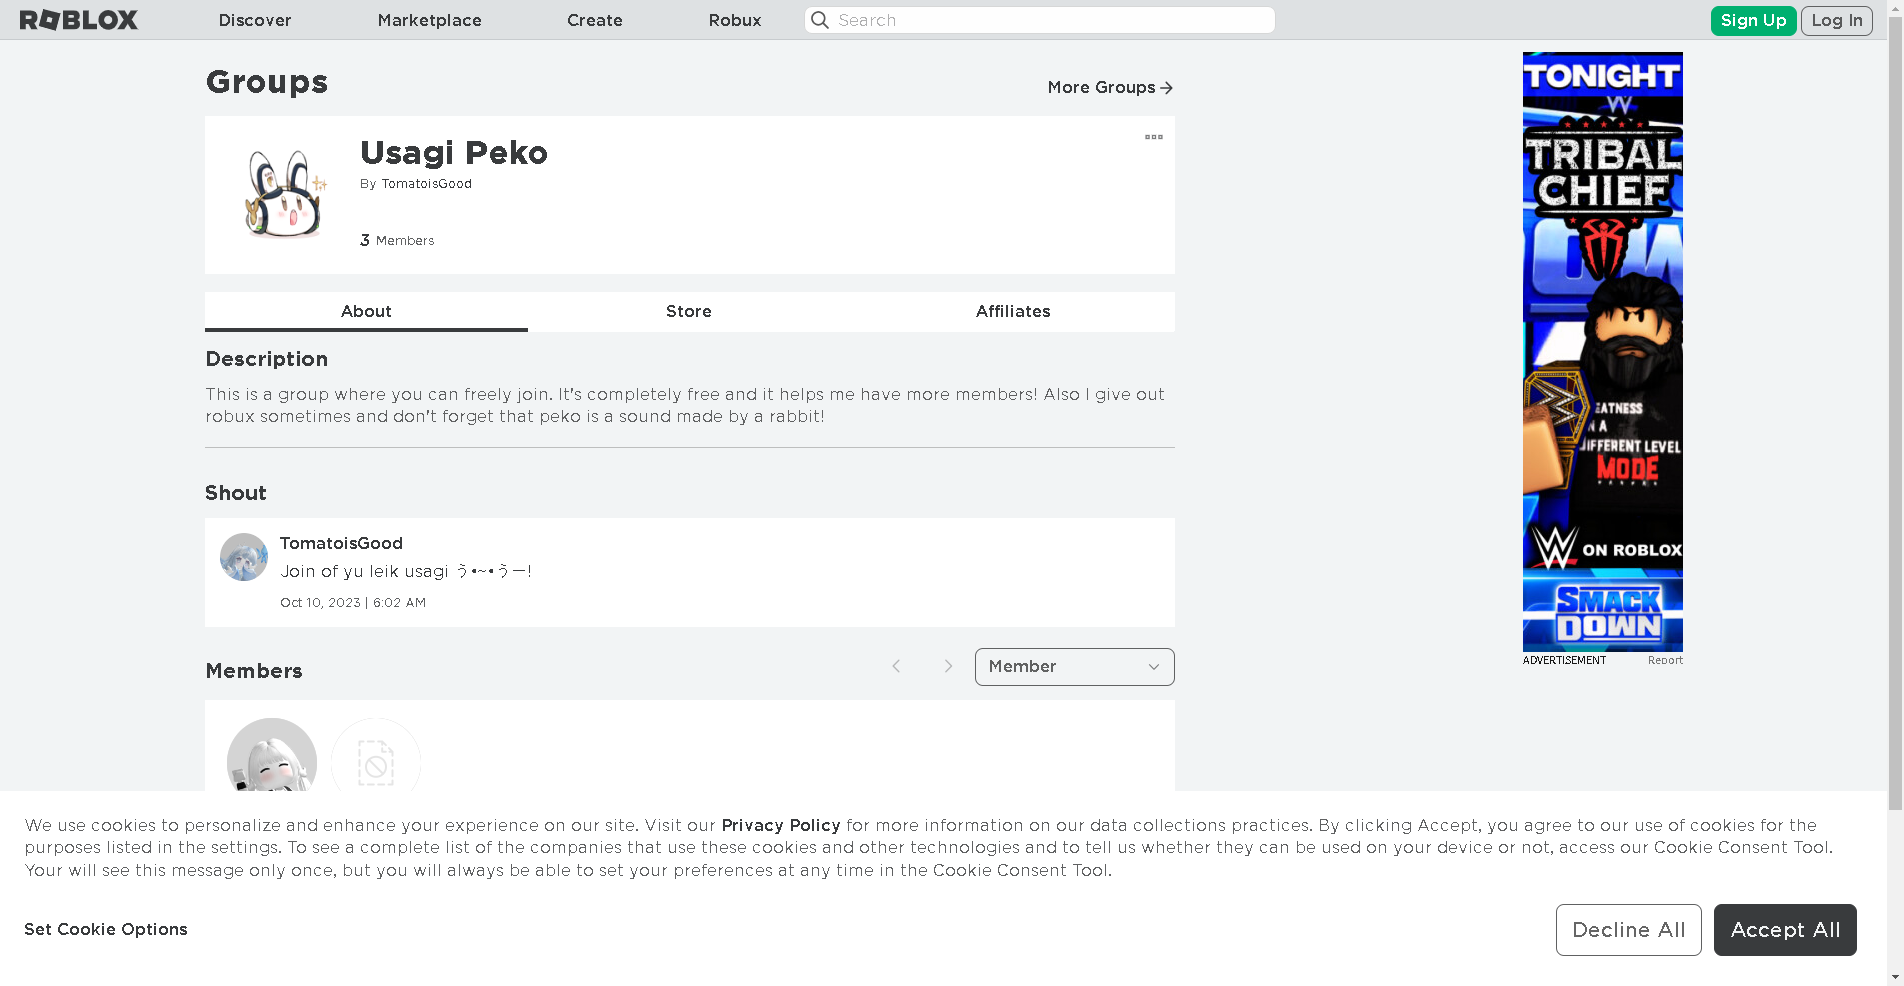 ROBLOX Discover Marketplace Create Robux Search Sign Up Log In
Groups
More Groups
Usagi Peko
By TomatoisGood
3 Members
About Store Affiliates
Description
This is a group where you can freely join. It's completely free and it helps me have more members! Also I give out
robux sometimes and don't forget that peko is a sound made by a rabbit!
Shout
TomatoisGood
Join of yu leik usagi う•~•うー!
Oct 10, 2023 | 6:02 AM
Members
Member
TONIGHT
W
TRIBAL
CHIEF
EATNESS
N A
IFFERENT LEVEL
MODE
W ON ROBLOX
SMACK
DOWN
ADVERTISEMENT Report
We use cookies to personalize and enhance your experience on our site. Visit our Privacy Policy for more information on our data collections practices. By clicking Accept, you agree to our use of cookies for the
purposes listed in the settings. To see a complete list of the companies that use these cookies and other technologies and to tell us whether they can be used on your device or not, access our Cookie Consent Tool.
Your will see this message only once, but you will always be able to set your preferences at any time in the Cookie Consent Tool.
Set Cookie Options
Decline All Accept All